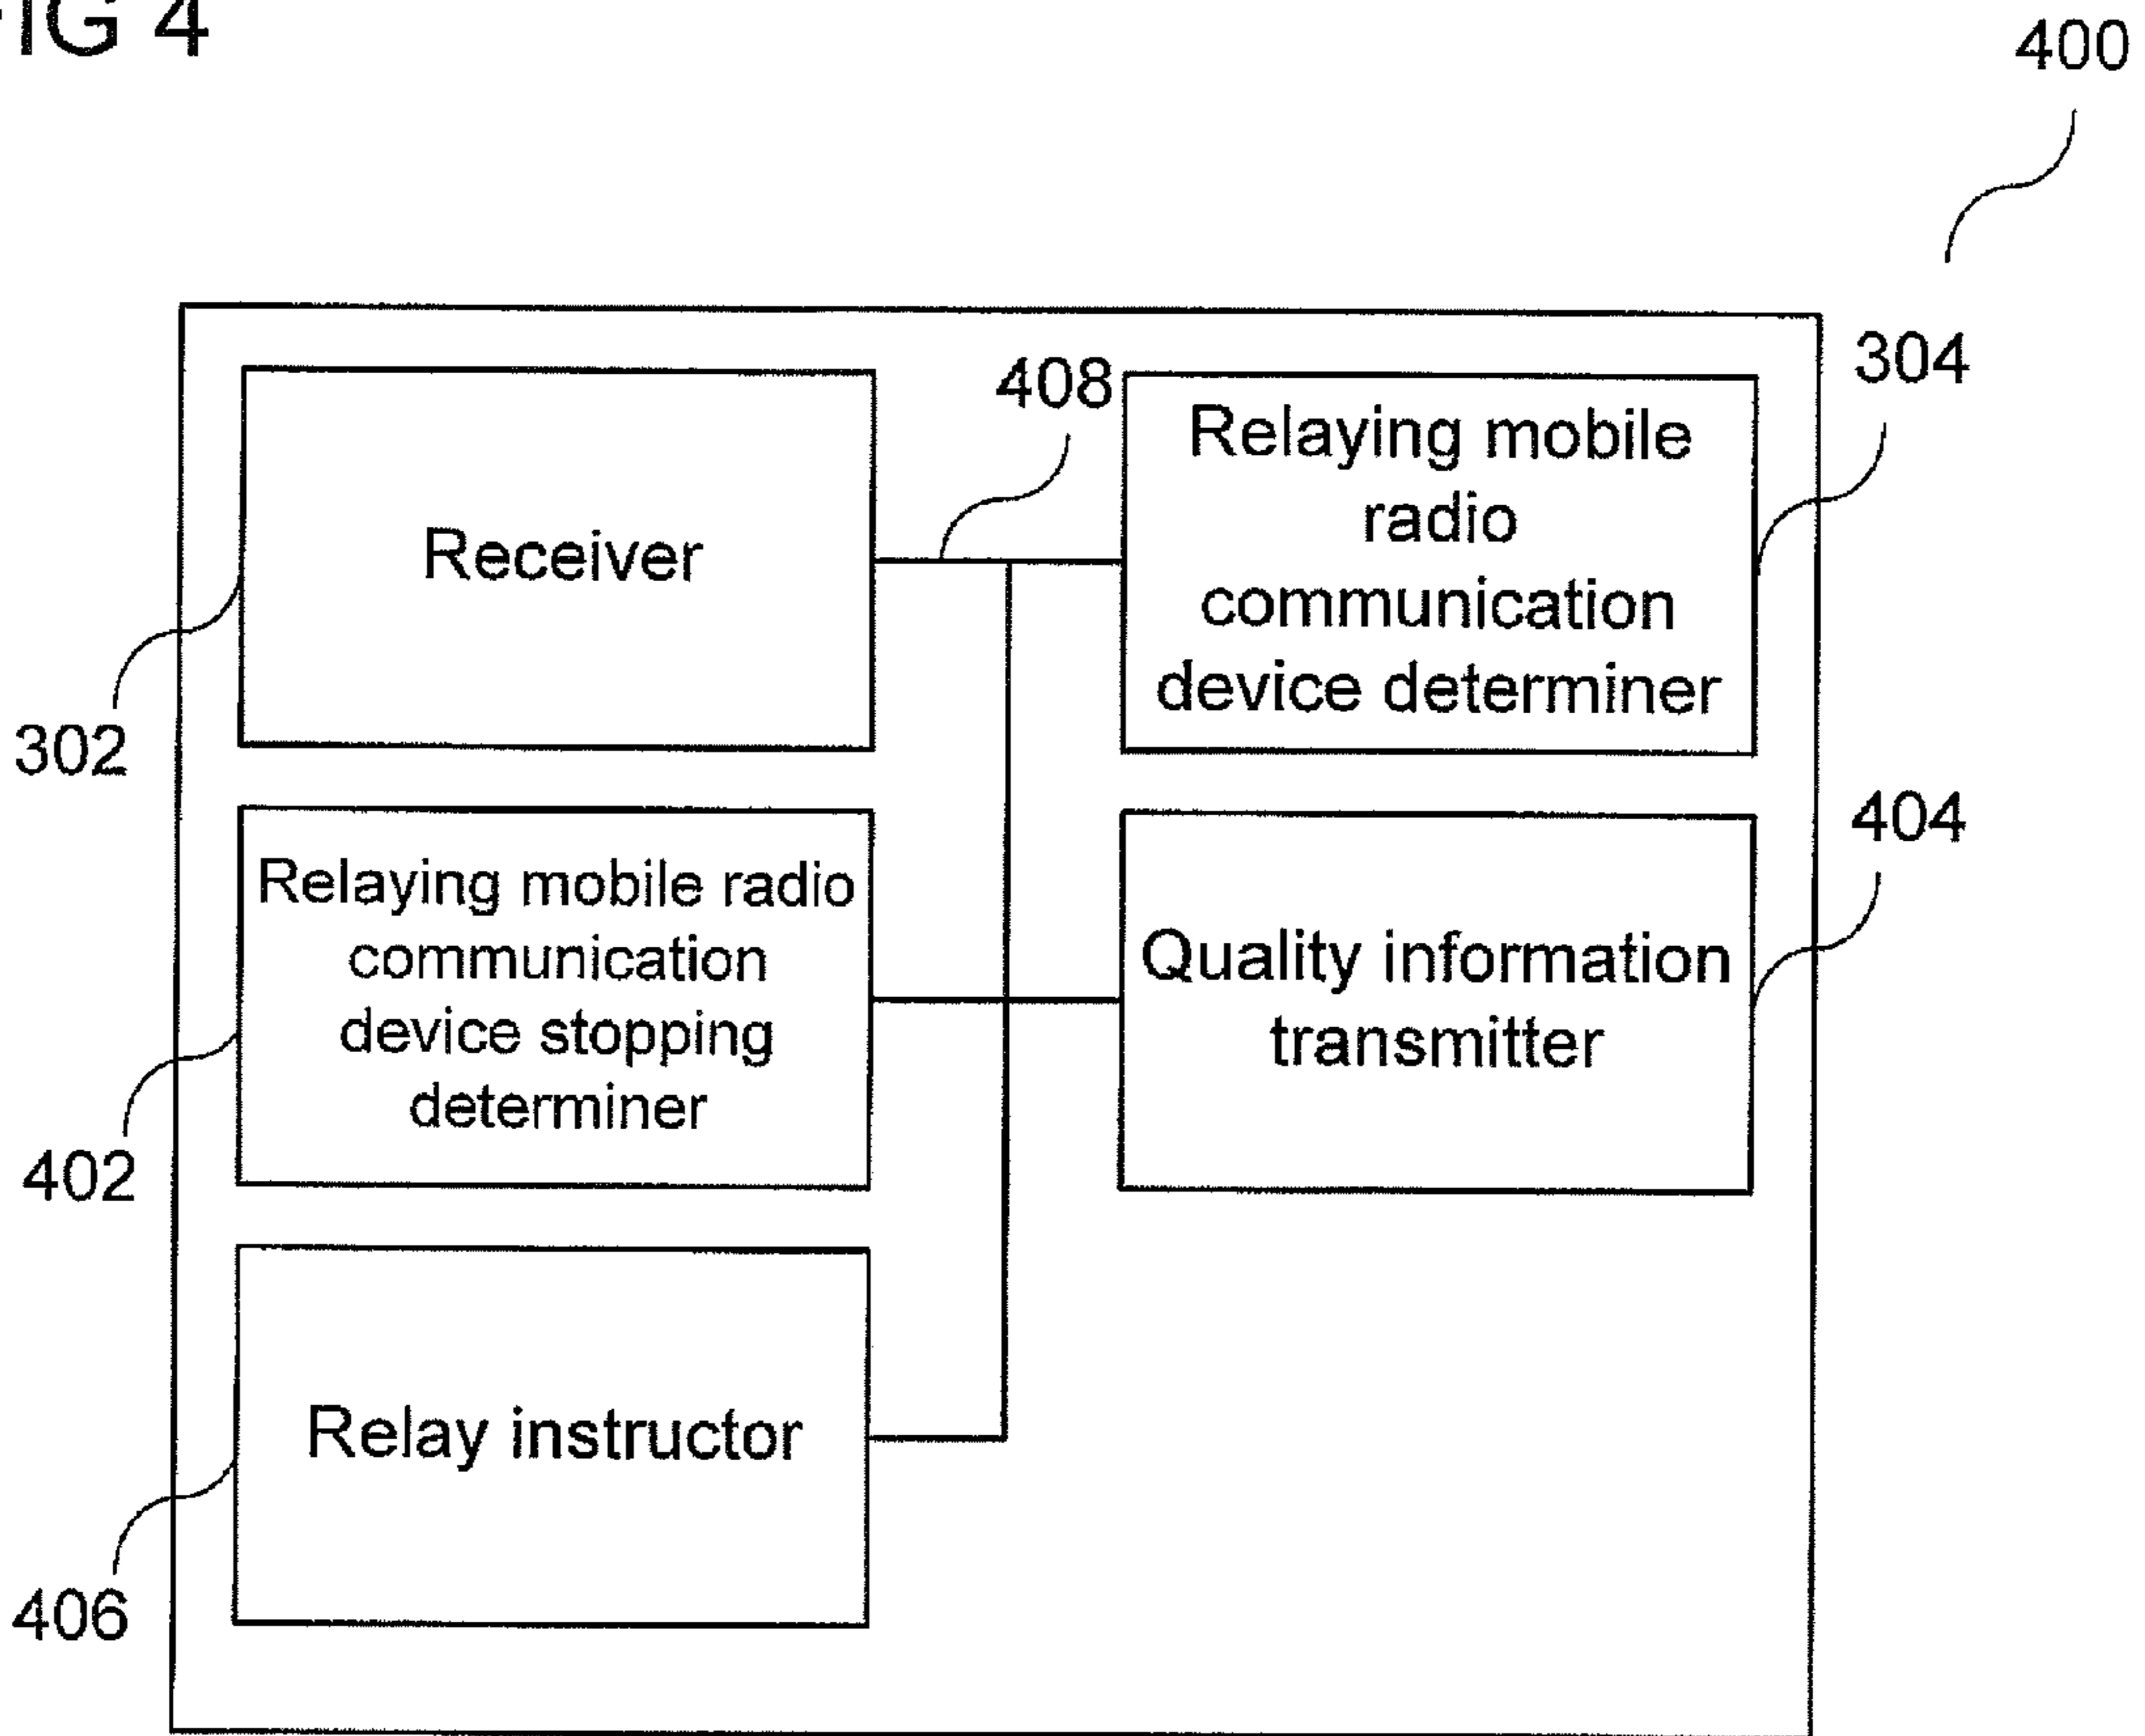 FIG 4
400
408
304
Receiver
Relaying mobile
radio
communication
device determiner
302
404
Relaying mobile radio
communication
device stopping
determiner
Quality information
transmitter
402
Relay instructor
406